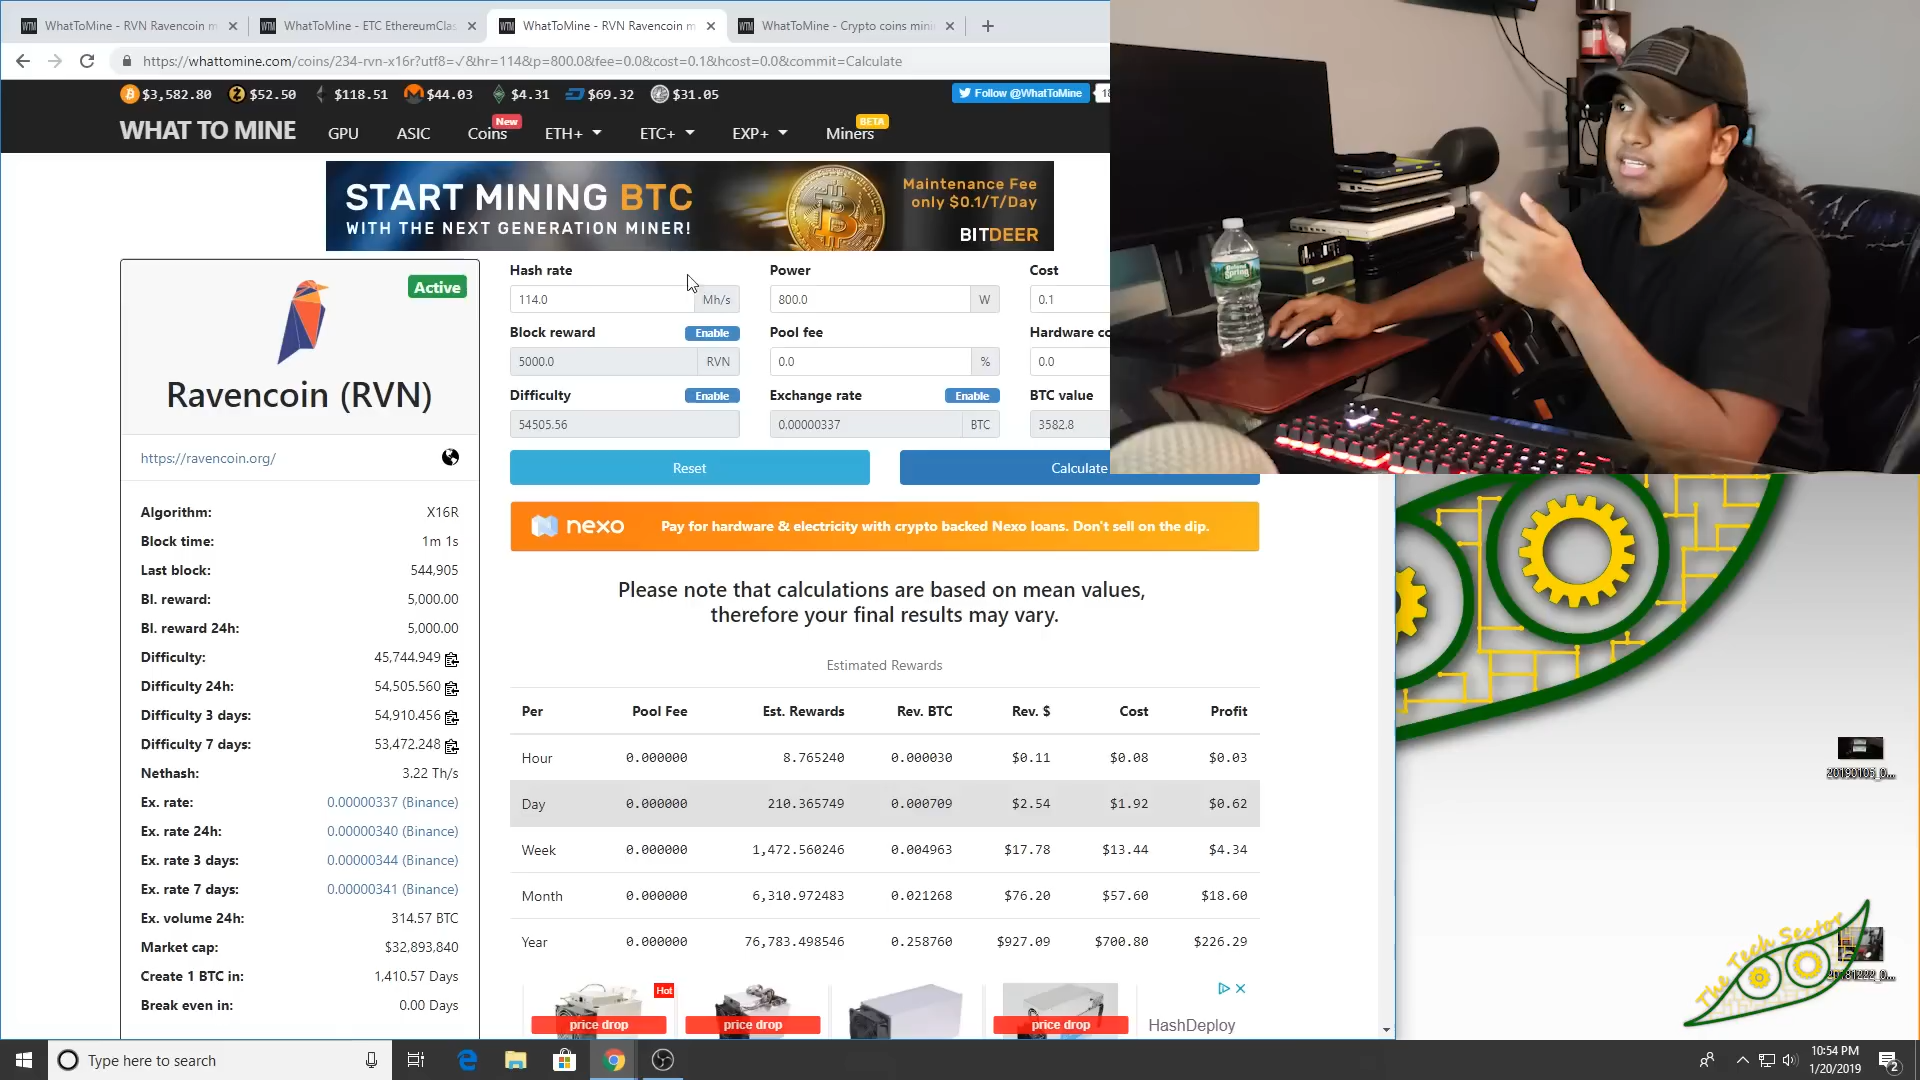 WhatToMine - RVN Ravencoin m
WhatToMine - ETC EthereumClas
WhatToMine - RVN Ravencoin m
WhatToMine - Crypto coins mini
https://whattomine.com/coins/234-rvn-x16r?utf8=✓&hr=114&p=800.0&fee=0.0&cost=0.1&hcost=0.0&commit=Calculate
$3,582.80 $52.50 $118.51 $44.03 $4.31 $69.32 $31.05
Follow @WhatToMine
WHAT TO MINE GPU ASIC Coins New ETH+ ETC+ EXP+ Miners BETA
START MINING BTC
WITH THE NEXT GENERATION MINER!
Maintenance Fee
only $0.1/T/Day
BITDEER
Active
Ravencoin (RVN)
https://ravencoin.org/
Algorithm: X16R
Block time: 1m 1s
Last block: 544,905
Bl. reward: 5,000.00
Bl. reward 24h: 5,000.00
Difficulty: 45,744.949
Difficulty 24h: 54,505.560
Difficulty 3 days: 54,910.456
Difficulty 7 days: 53,472.248
Nethash: 3.22 Th/s
Ex. rate: 0.00000337 (Binance)
Ex. rate 24h: 0.00000340 (Binance)
Ex. rate 3 days: 0.00000344 (Binance)
Ex. rate 7 days: 0.00000341 (Binance)
Ex. volume 24h: 314.57 BTC
Market cap: $32,893,840
Create 1 BTC in: 1,410.57 Days
Break even in: 0.00 Days
Hash rate Power Cost
114.0 Mh/s 800.0 W 0.1
Block reward Enable Pool fee Hardware co
5000.0 RVN 0.0 % 0.0
Difficulty Enable Exchange rate Enable BTC value
54505.56 0.00000337 BTC 3582.8
Reset Calculate
nexo Pay for hardware & electricity with crypto backed Nexo loans. Don't sell on the dip.
Please note that calculations are based on mean values,
therefore your final results may vary.
Estimated Rewards
Per Pool Fee Est. Rewards Rev. BTC Rev. $ Cost Profit
Hour 0.000000 8.765240 0.000030 $0.11 $0.08 $0.03
Day 0.000000 210.365749 0.000709 $2.54 $1.92 $0.62
Week 0.000000 1,472.560246 0.004963 $17.78 $13.44 $4.34
Month 0.000000 6,310.972483 0.021268 $76.20 $57.60 $18.60
Year 0.000000 76,783.498546 0.258760 $927.09 $700.80 $226.29
Hot
price drop price drop price drop HashDeploy
Poland
Spring
20190105_0...
20181222_0...
The Tech Sector
Type here to search
10:54 PM
1/20/2019
2